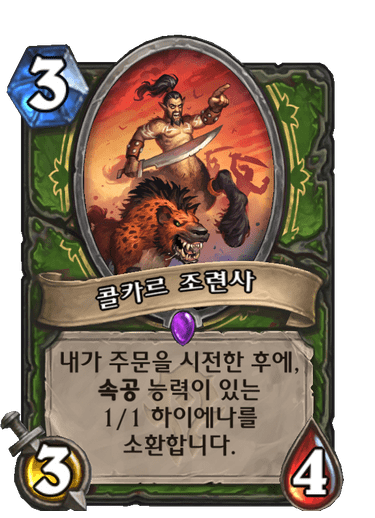 3
콜카르 조련사
내가 주문을 시전한 후에,
속공 능력이 있는
1/1 하이에나를
소환합니다.
3
4